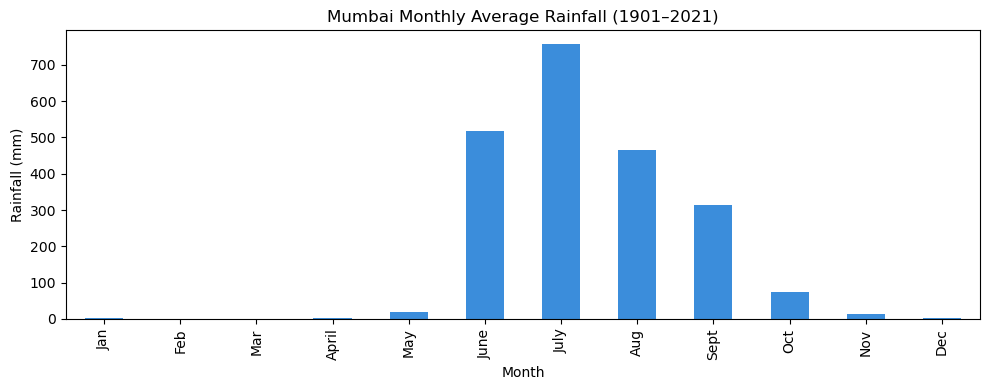 Mumbai Monthly Average Rainfall (1901–2021)
Rainfall (mm)
700
600
500
400
300
200
100
0
Jan Feb Mar April May June July Aug Sept Oct Nov Dec
Month